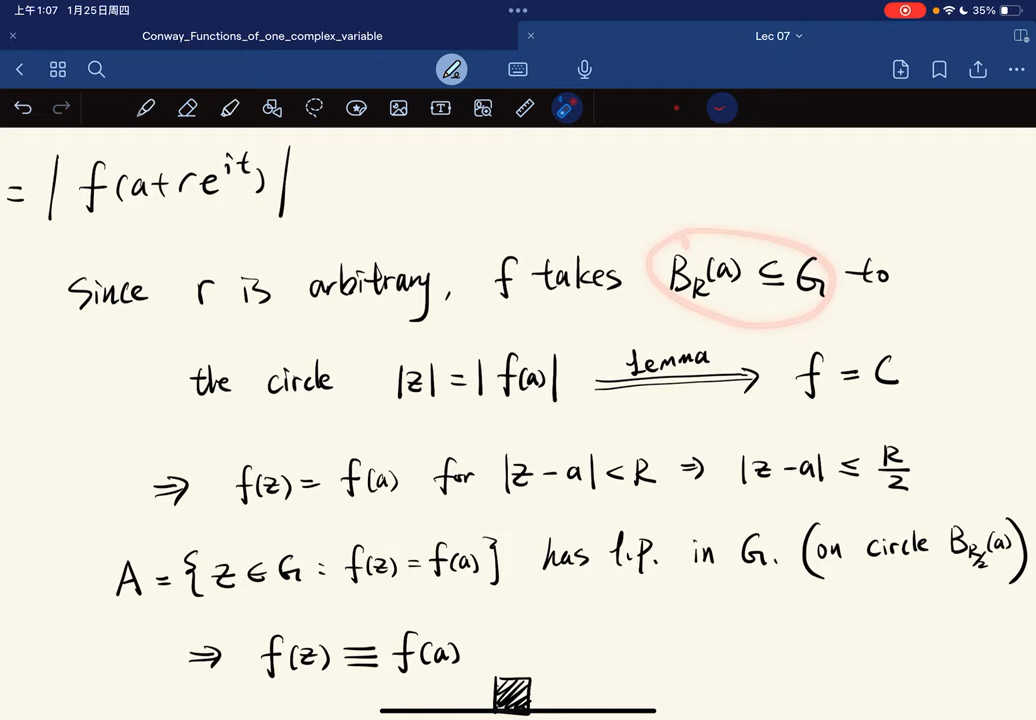 上午1:07 1月25日周四
35%
Conway_Functions_of_one_complex_variable
Lec 07
= | f(a+re^{it}) |
Since r is arbitrary, f takes B_R(a) ⊆ G to
the circle |z| = |f(a)| ⟹ Lemma f = C
⇒ f(z) = f(a) for |z-a| < R ⇒ |z-a| ≤ R/2
A = {z ∈ G : f(z) = f(a)} has l.p. in G. (on circle B_{R/2}(a))
⇒ f(z) ≡ f(a)